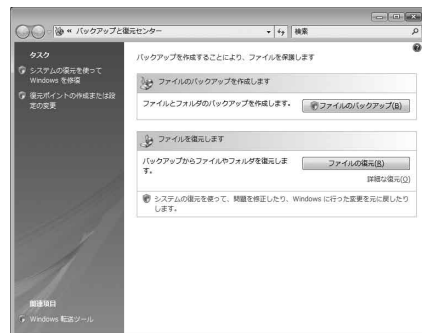 « バックアップと復元センター
検索
タスク
システムの復元を使って
Windows を修復
復元ポイントの作成または設
定の変更
関連項目
Windows 転送ツール
バックアップを作成することにより、ファイルを保護し
ます
ファイルのバックアップを作成します
ファイルとフォルダのバックアップを作成します。
ファイルのバックアップ(B)
ファイルを復元します
バックアップからファイルやフォルダを復元しま
す。
ファイルの復元(R)
詳細な復元(O)
システムの復元を使って、問題を修正したり、Windows に行った変更を元に戻したり
します。